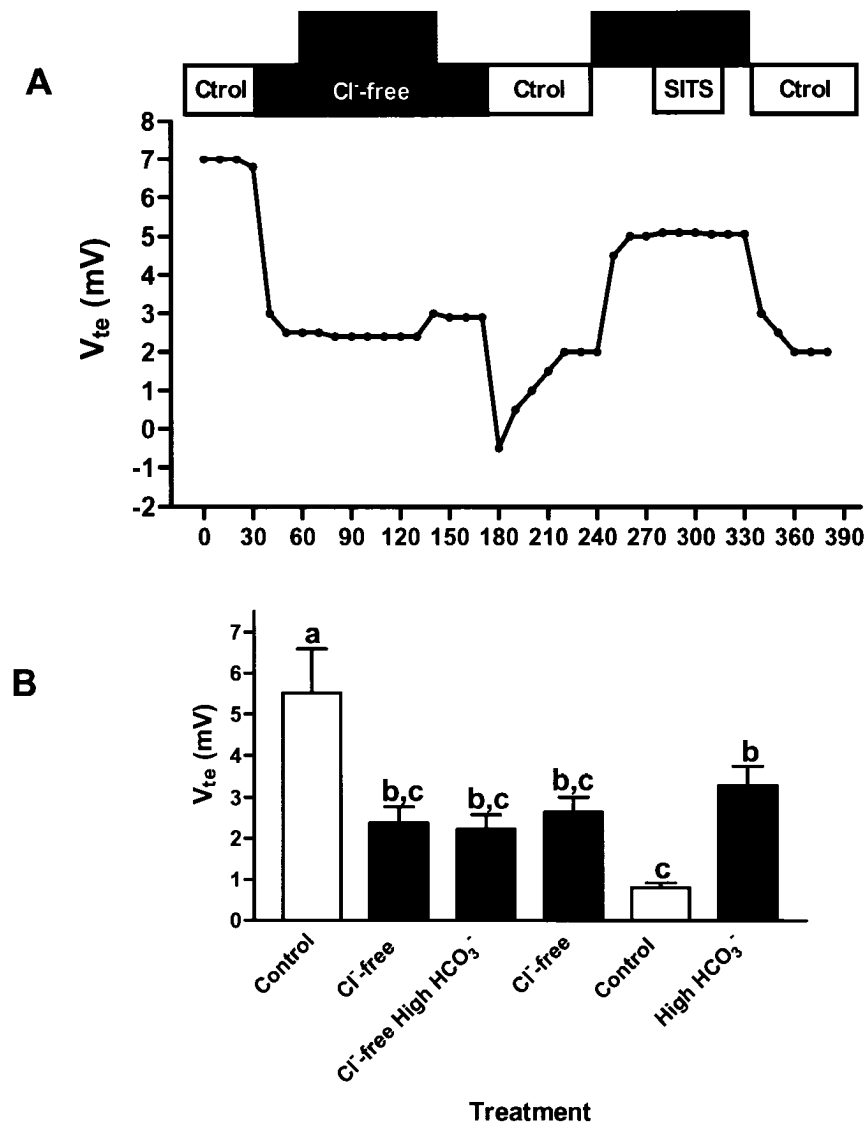 A
Ctrol Cl⁻-free Ctrol SITS Ctrol
8
7
6
5
4
3
2
1
0
-1
-2
V_te (mV)
0 30 60 90 120 150 180 210 240 270 300 330 360 390
B
7
6
5
4
3
2
1
0
V_te (mV)
a
b,c
b,c
b,c
c
b
Control
Cl⁻-free
Cl⁻-free High HCO₃⁻
Cl⁻-free
Control
High HCO₃⁻
Treatment